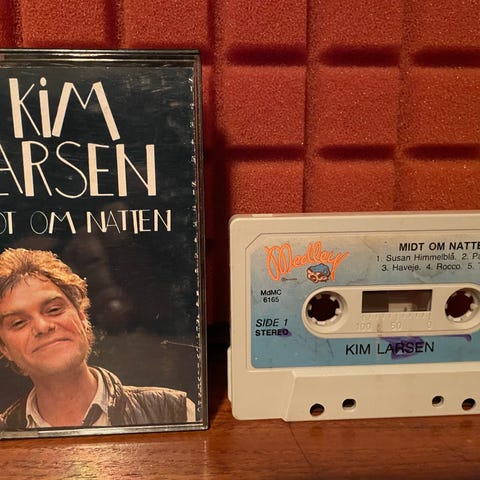 KiM
LARSEN
MIDT OM NATTEN
Medley
MIDT OM NATTE
1. Susan Himmelblå. 2. Pa
3. Haveje. 4. Rocco. 5.
MdMC
6165
SIDE 1
STEREO
100 50 0
KIM LARSEN